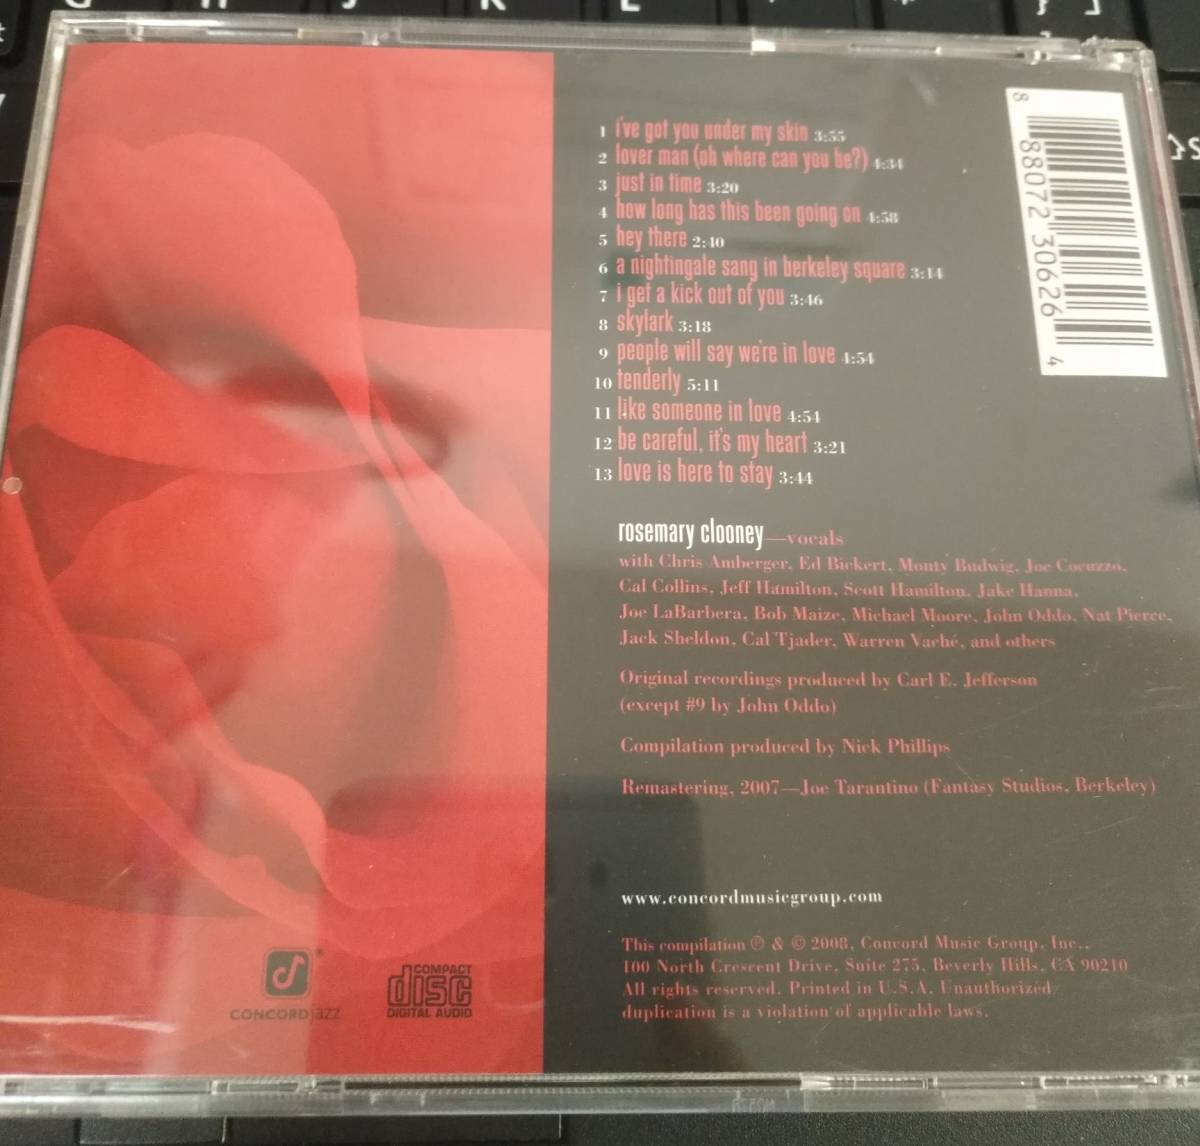 1 i've got you under my skin 3:55
2 lover man (oh where can you be?) 4:34
3 just in time 3:20
4 how long has this been going on 4:58
5 hey there 2:40
6 a nightingale sang in berkeley square 3:14
7 i get a kick out of you 3:46
8 skylark 3:18
9 people will say we're in love 4:54
10 tenderly 5:11
11 like someone in love 4:54
12 be careful, it's my heart 3:21
13 love is here to stay 3:44
8 88072 30626 4
rosemary clooney—vocals
with Chris Amberger, Ed Bickert, Monty Budwig, Joe Cocuzzo,
Cal Collins, Jeff Hamilton, Scott Hamilton, Jake Hanna,
Joe LaBarbera, Bob Maize, Michael Moore, John Oddo, Nat Pierce,
Jack Sheldon, Cal Tjader, Warren Vaché, and others
Original recordings produced by Carl E. Jefferson
(except #9 by John Oddo)
Compilation produced by Nick Phillips
Remastering, 2007—Joe Tarantino (Fantasy Studios, Berkeley)
www.concordmusicgroup.com
This compilation ℗ & © 2008, Concord Music Group, Inc.,
100 North Crescent Drive, Suite 275, Beverly Hills, CA 90210
All rights reserved. Printed in U.S.A. Unauthorized
duplication is a violation of applicable laws.
CONCORD jazz
COMPACT
disc
DIGITAL AUDIO